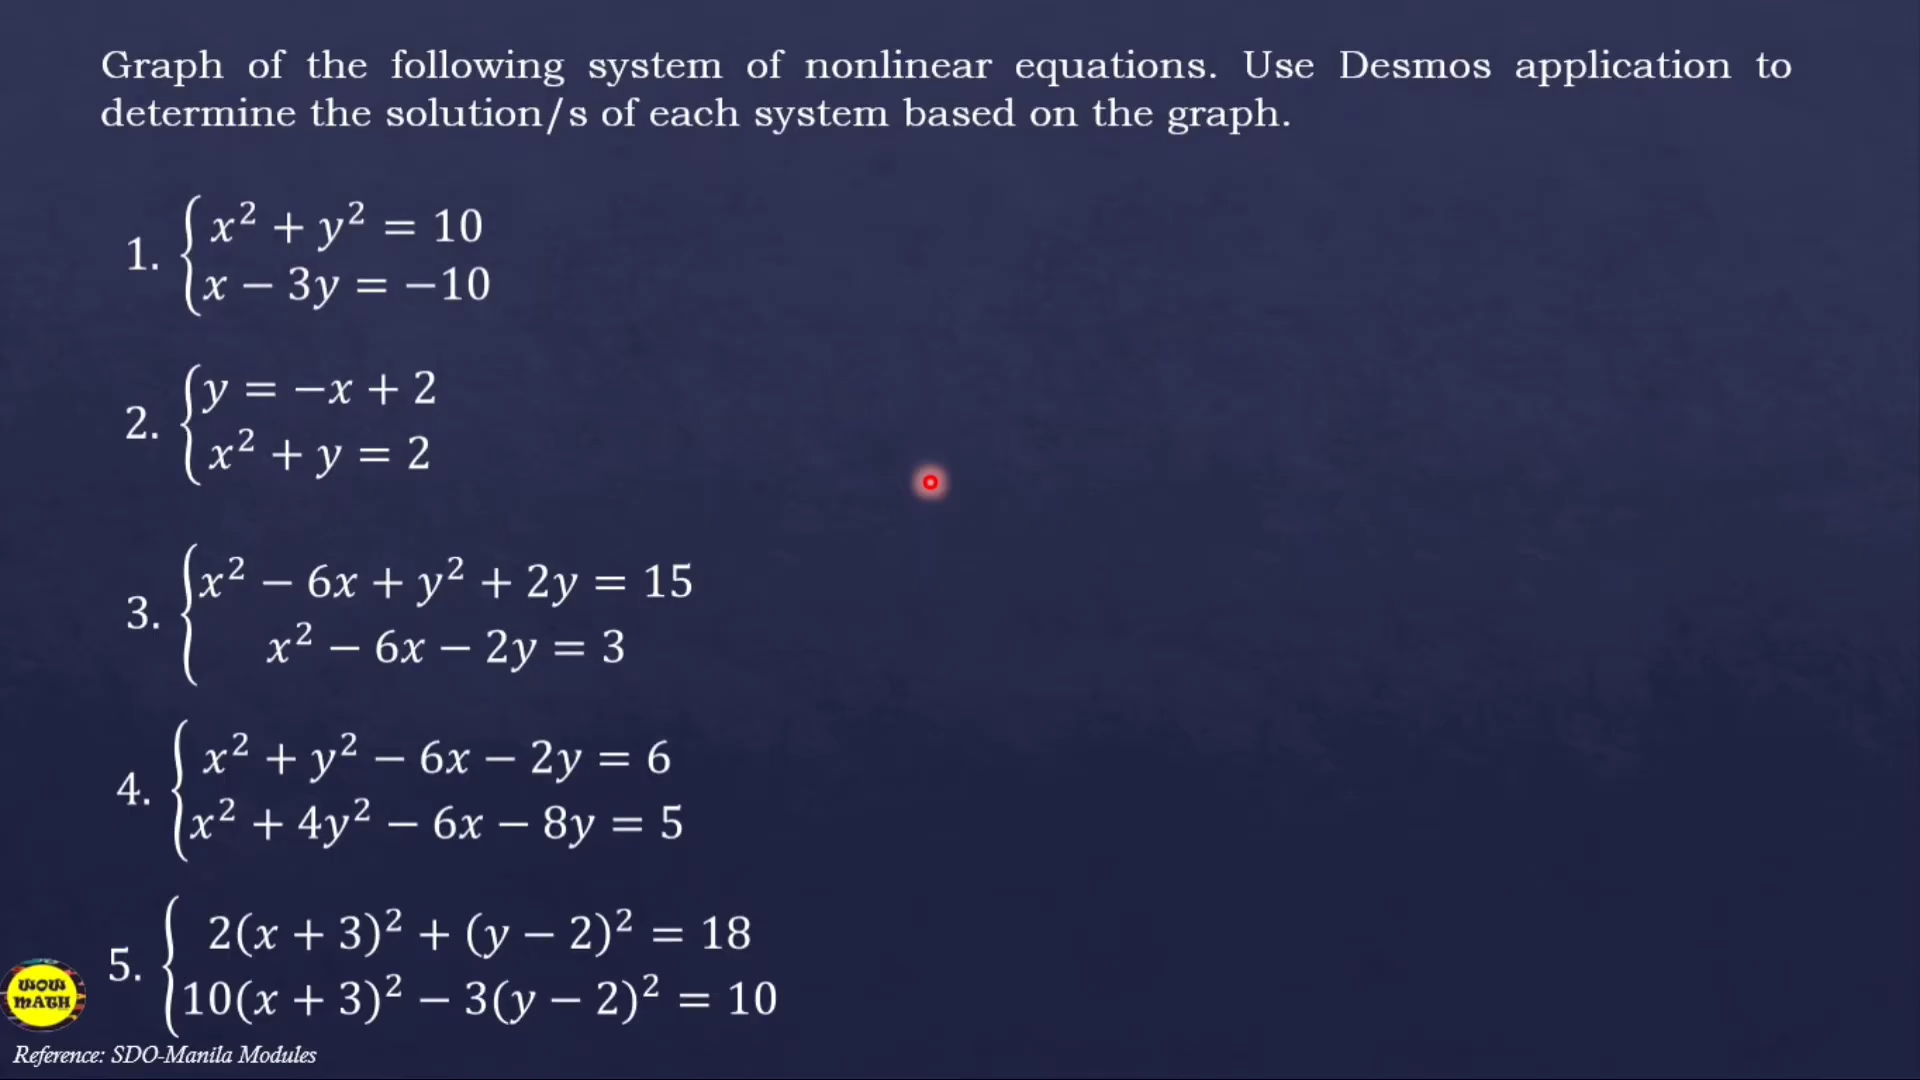 Graph of the following system of nonlinear equations. Use Desmos application to
determine the solution/s of each system based on the graph.
1. { x² + y² = 10
x − 3y = −10
2. { y = −x + 2
x² + y = 2
3. { x² − 6x + y² + 2y = 15
x² − 6x − 2y = 3
4. { x² + y² − 6x − 2y = 6
x² + 4y² − 6x − 8y = 5
5. { 2(x + 3)² + (y − 2)² = 18
10(x + 3)² − 3(y − 2)² = 10
WOW
MATH
Reference: SDO-Manila Modules